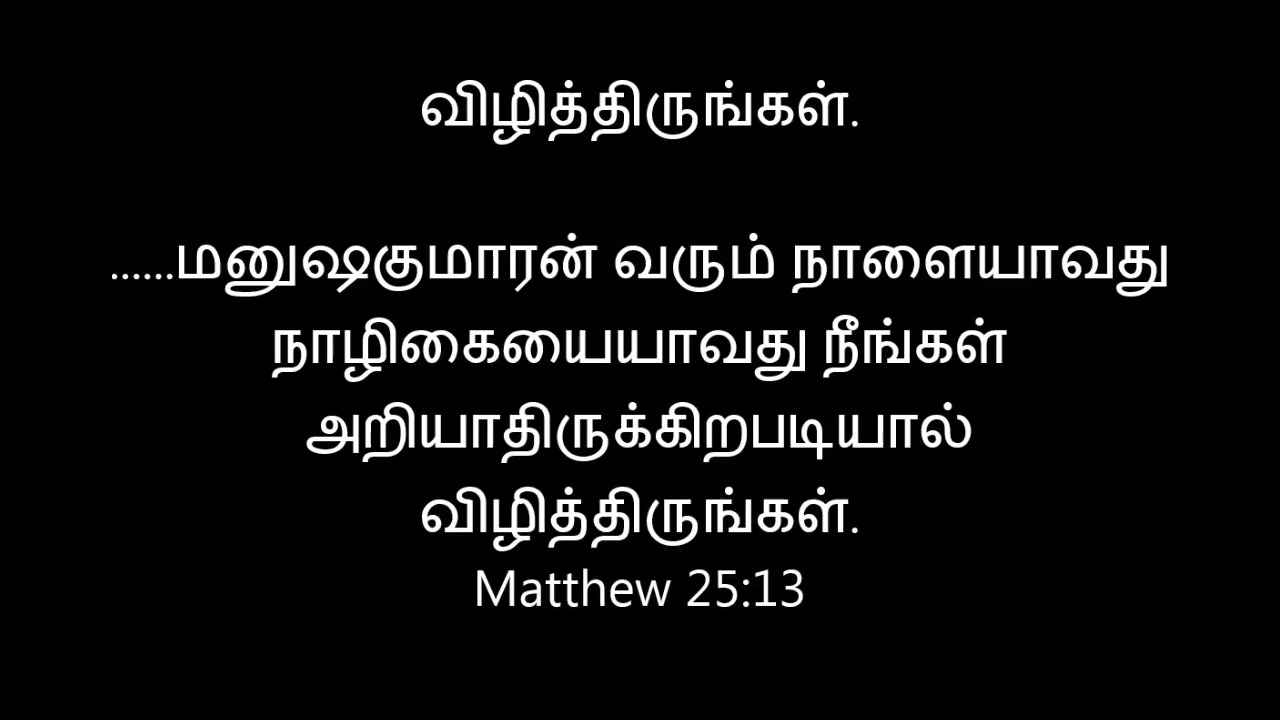 விழித்திருங்கள்.
......மனுஷகுமாரன் வரும் நாளையாவது
நாழிகையையாவது நீங்கள்
அறியாதிருக்கிறபடியால்
விழித்திருங்கள்.
Matthew 25:13